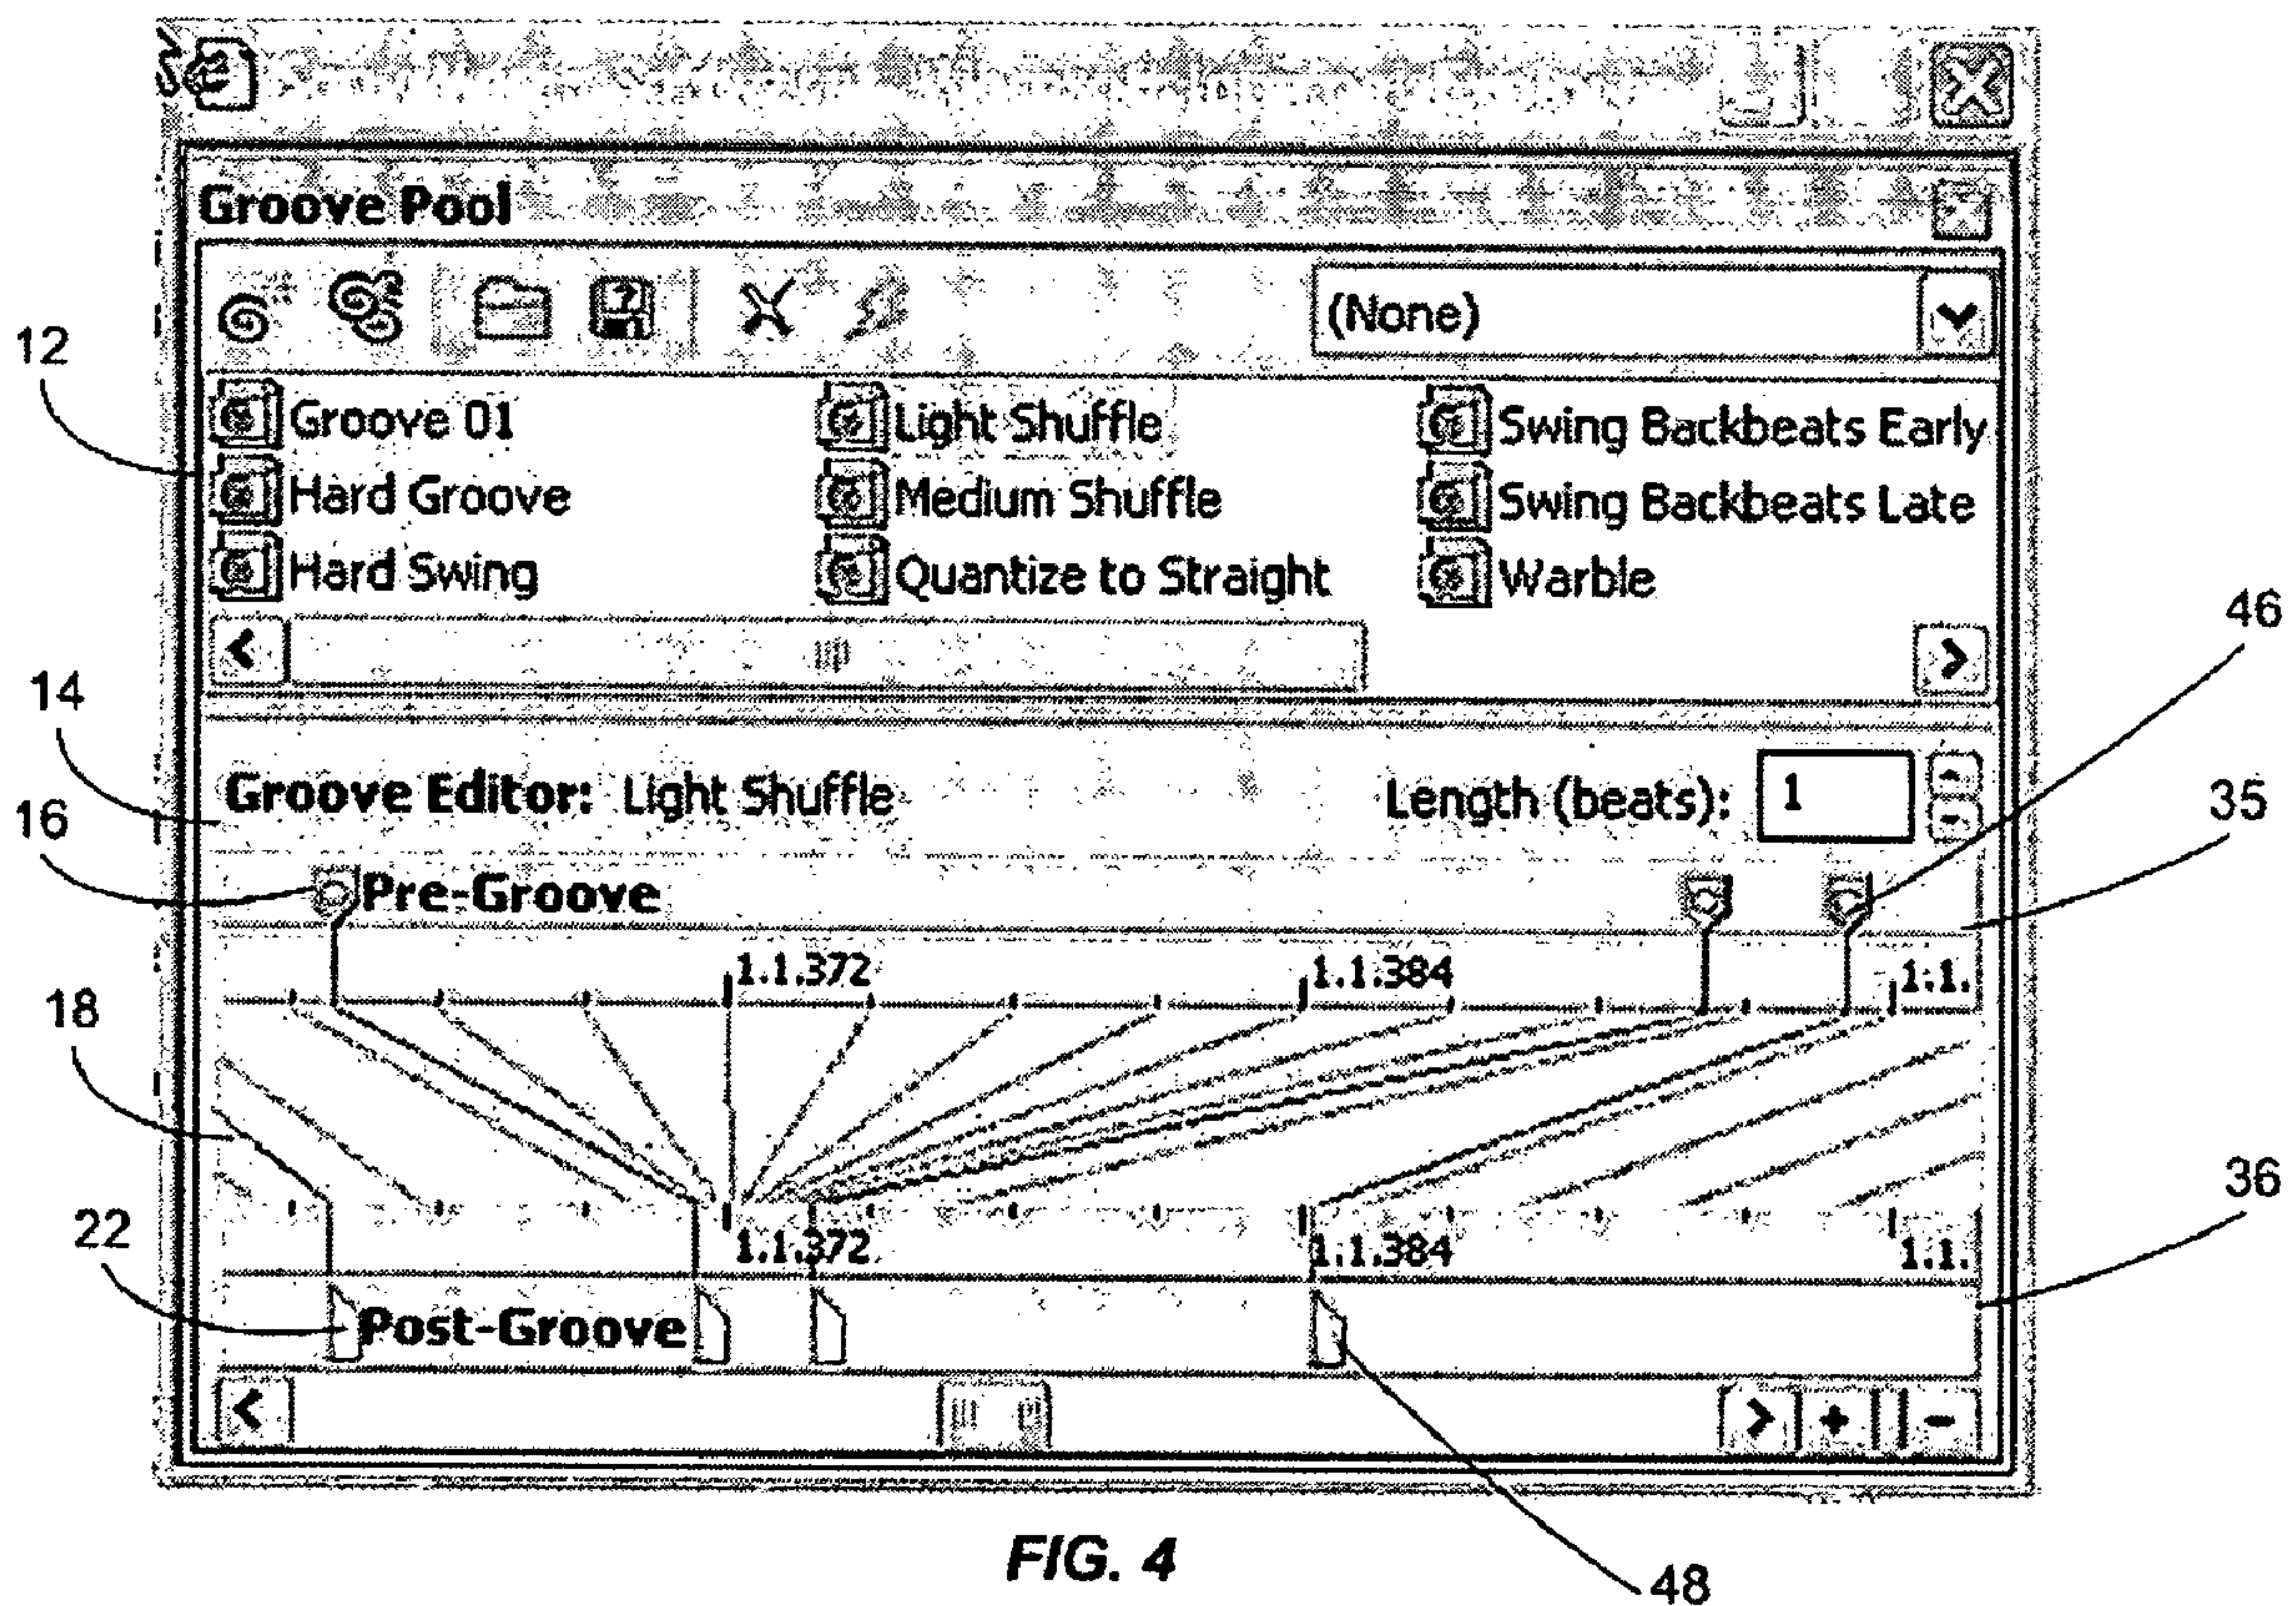 Groove Pool
(None)
12
Groove 01 Light Shuffle Swing Backbeats Early
Hard Groove Medium Shuffle Swing Backbeats Late
Hard Swing Quantize to Straight Warble
46
14
Groove Editor: Light Shuffle Length (beats): 1
16
35
Pre-Groove
1.1.372 1.1.384 1.1.
18
36
22
1.1.372 1.1.384 1.1.
Post-Groove
FIG. 4
48